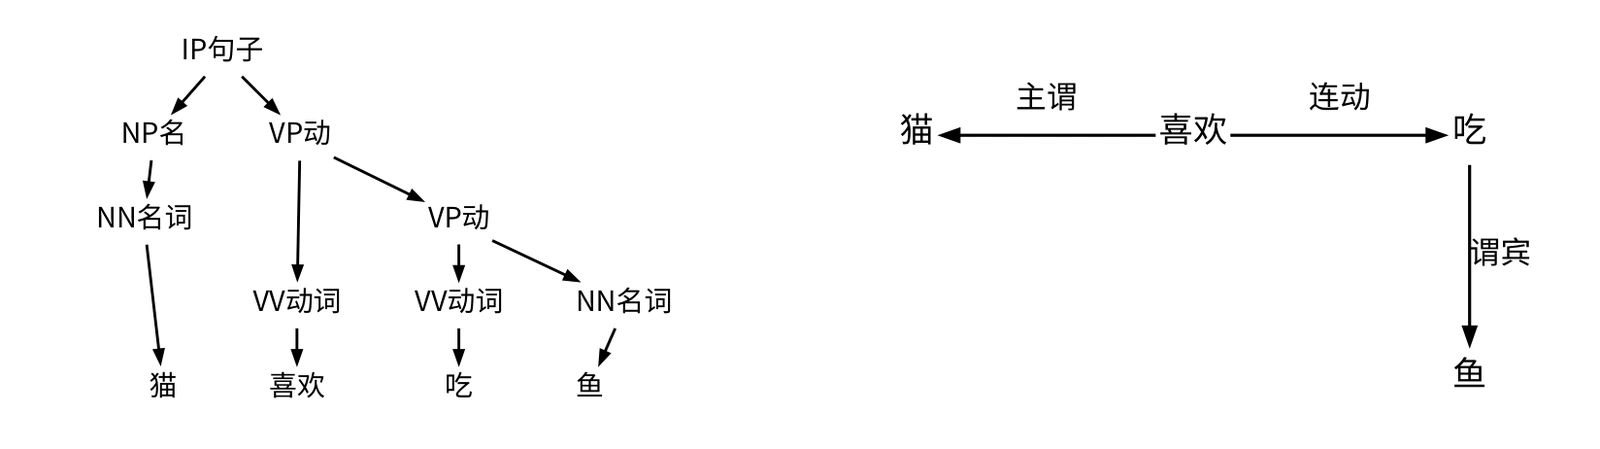 IP句子
NP名 VP动
NN名词 VP动
VV动词 VV动词 NN名词
猫 喜欢 吃 鱼
主谓 连动
猫 喜欢 吃
谓宾
鱼